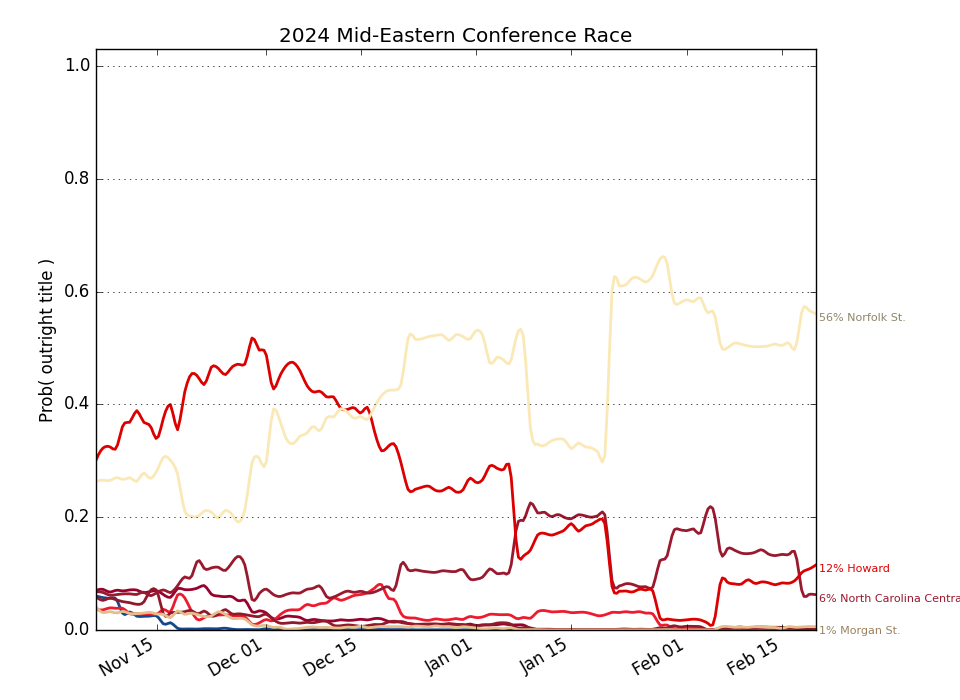 2024 Mid-Eastern Conference Race
1.0
0.8
0.6
0.4
0.2
0.0
Prob( outright title )
56% Norfolk St.
12% Howard
6% North Carolina Centra
1% Morgan St.
Nov 15
Dec 01
Dec 15
Jan 01
Jan 15
Feb 01
Feb 15